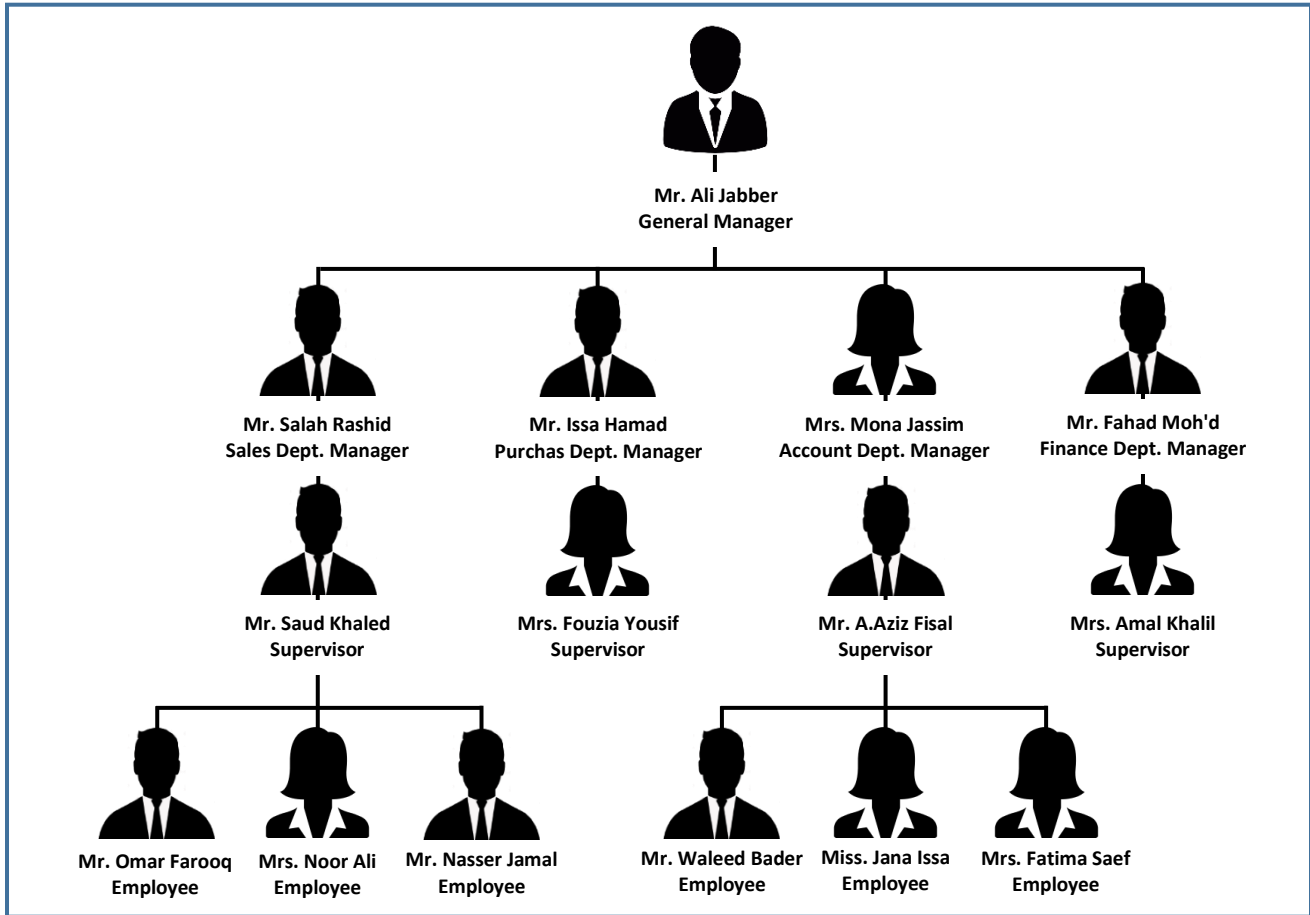 Mr. Ali Jabber
General Manager
Mr. Salah Rashid
Sales Dept. Manager
Mr. Issa Hamad
Purchas Dept. Manager
Mrs. Mona Jassim
Account Dept. Manager
Mr. Fahad Moh'd
Finance Dept. Manager
Mr. Saud Khaled
Supervisor
Mrs. Fouzia Yousif
Supervisor
Mr. A.Aziz Fisal
Supervisor
Mrs. Amal Khalil
Supervisor
Mr. Omar Farooq
Employee
Mrs. Noor Ali
Employee
Mr. Nasser Jamal
Employee
Mr. Waleed Bader
Employee
Miss. Jana Issa
Employee
Mrs. Fatima Saef
Employee